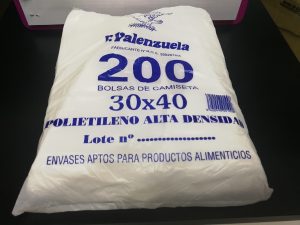 r. Palenzuela
200
BOLSAS DE CAMISETA
30x40
POLIETILENO ALTA DENSIDAD
Lote nº
ENVASES APTOS PARA PRODUCTOS ALIMENTICIOS